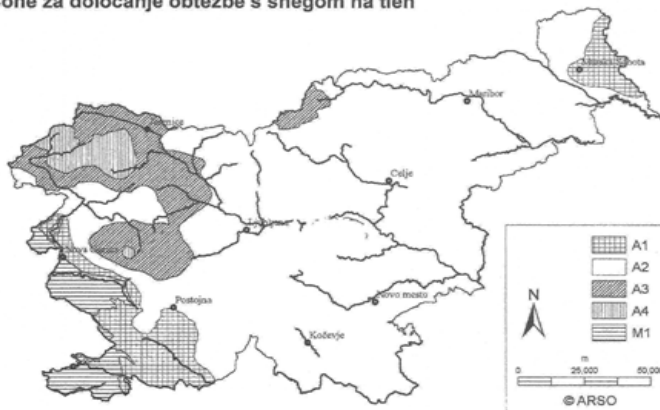 za določanje obtežbe s snegom na tleh
Maribor
Celje
Postojna
Novo mesto
Kočevje
A1
A2
A3
A4
M1
N
m
0 25,000 50,00
©ARSO